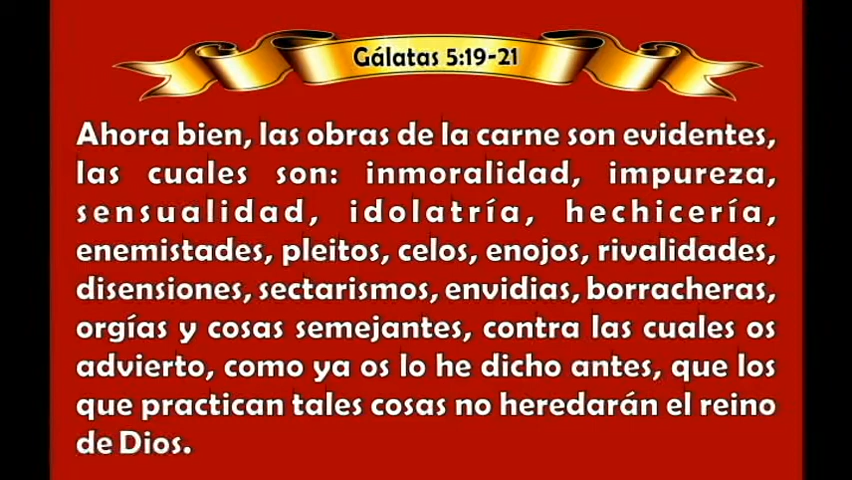 Gálatas 5:19-21
Ahora bien, las obras de la carne son evidentes,
las cuales son: inmoralidad, impureza,
sensualidad, idolatría, hechicería,
enemistades, pleitos, celos, enojos, rivalidades,
disensiones, sectarismos, envidias, borracheras,
orgías y cosas semejantes, contra las cuales os
advierto, como ya os lo he dicho antes, que los
que practican tales cosas no heredarán el reino
de Dios.